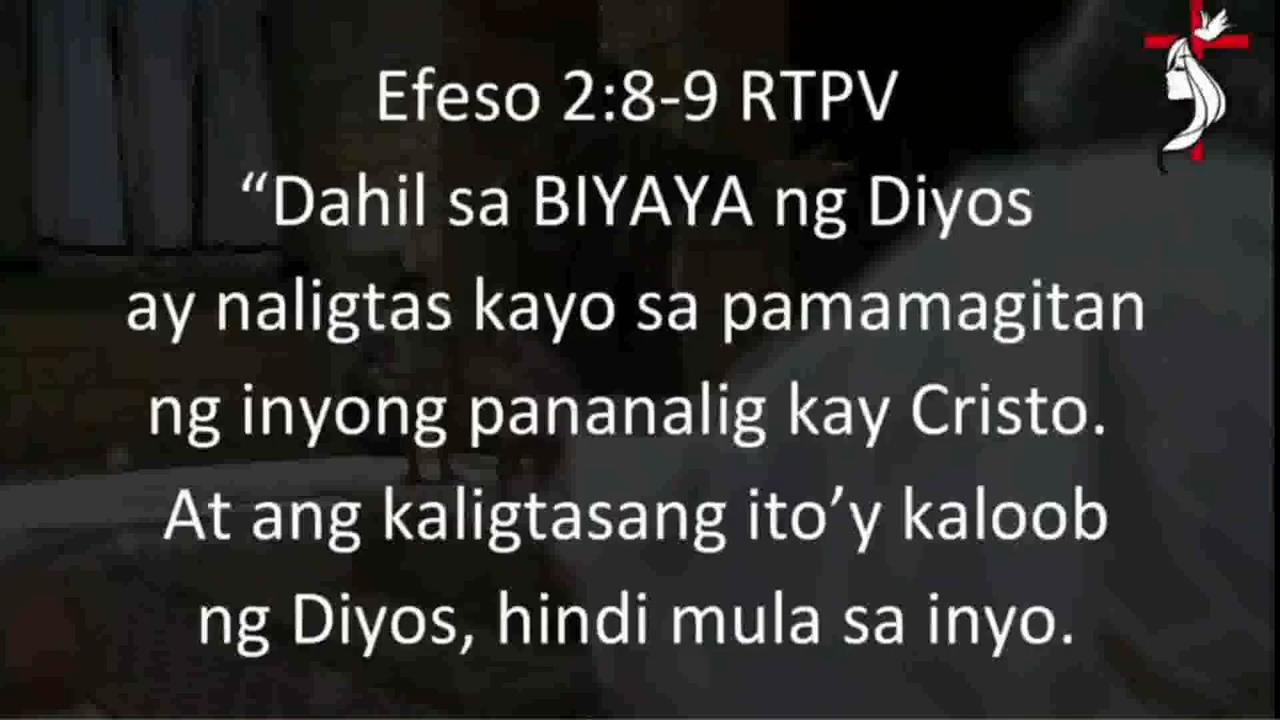 Efeso 2:8-9 RTPV
“Dahil sa BIYAYA ng Diyos
ay naligtas kayo sa pamamagitan
ng inyong pananalig kay Cristo.
At ang kaligtasang ito’y kaloob
ng Diyos, hindi mula sa inyo.